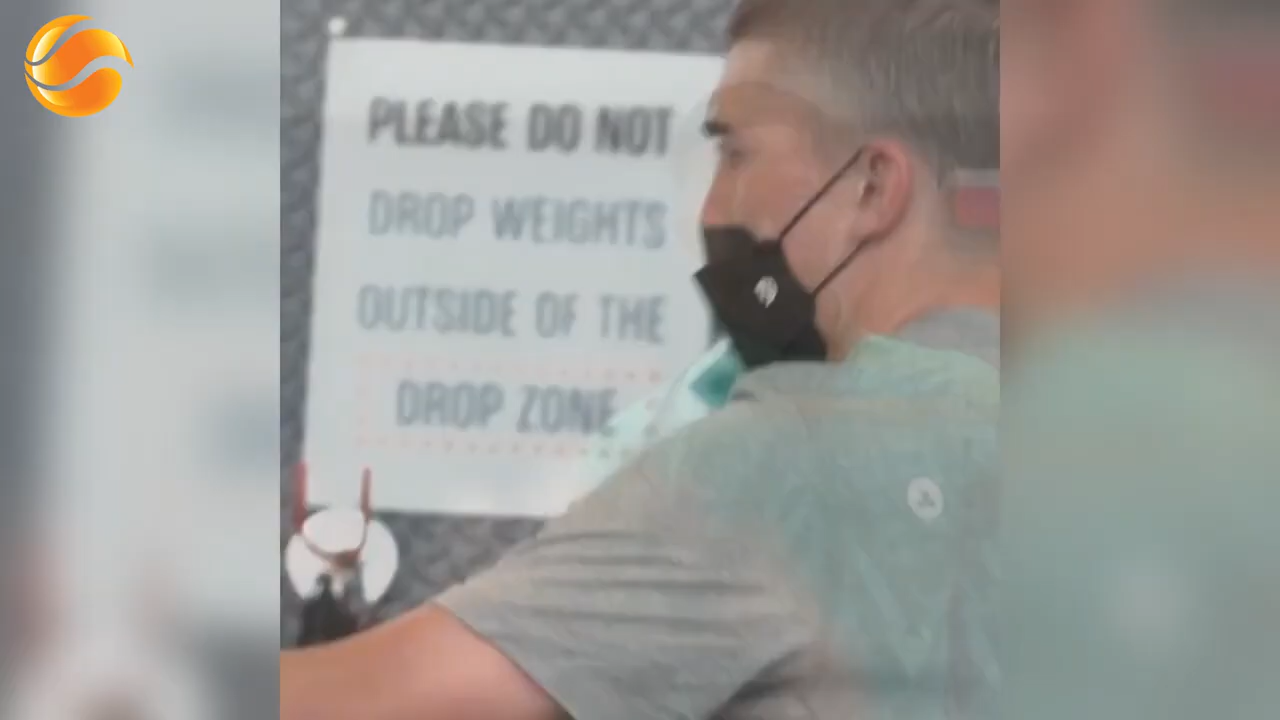 PLEASE DO NOT
DROP WEIGHTS
OUTSIDE OF THE
DROP ZONE